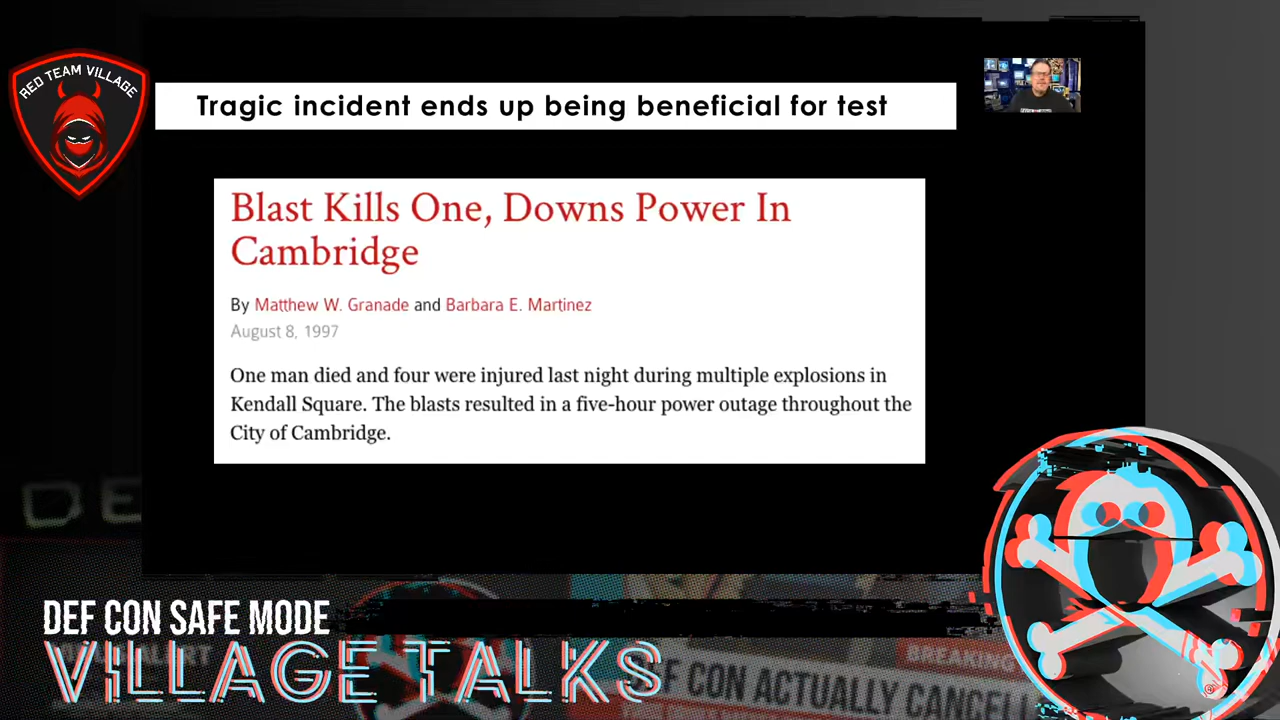 RED TEAM VILLAGE
Tragic incident ends up being beneficial for test
Blast Kills One, Downs Power In
Cambridge
By Matthew W. Granade and Barbara E. Martinez
August 8, 1997
One man died and four were injured last night during multiple explosions in
Kendall Square. The blasts resulted in a five-hour power outage throughout the
City of Cambridge.
DE
DEF CON SAFE MODE
VILLAGE TALKS
BREAKING
DEF CON ACTUALLY CANCELL